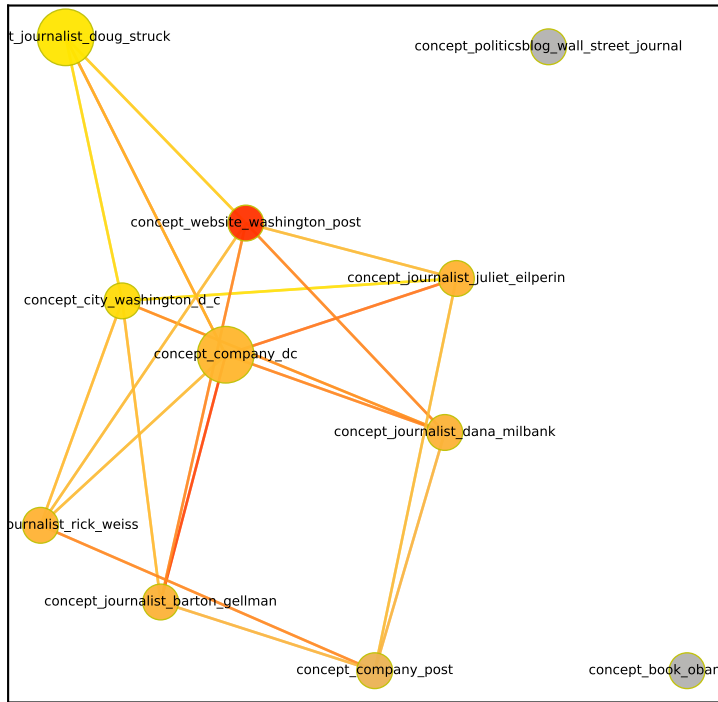 t_journalist_doug_struck
concept_politicsblog_wall_street_journal
concept_website_washington_post
concept_journalist_juliet_eilperin
concept_city_washington_d_c
concept_company_dc
concept_journalist_dana_milbank
ournalist_rick_weiss
concept_journalist_barton_gellman
concept_company_post
concept_book_obar